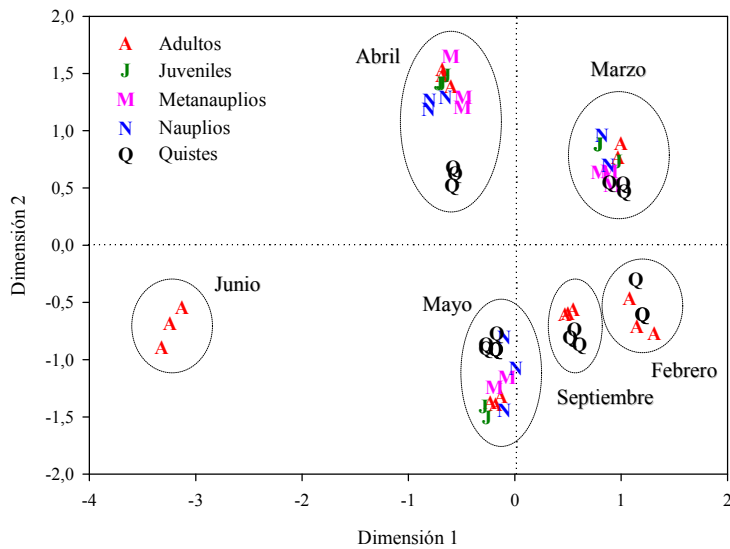 2,0
1,5
1,0
0,5
0,0
-0,5
-1,0
-1,5
-2,0
Dimensión 2
A Adultos
J Juveniles
M Metanauplios
N Nauplios
Q Quistes
Abril
Marzo
Junio
Mayo
Septiembre
Febrero
-4 -3 -1 0 1 2
Dimensión 1